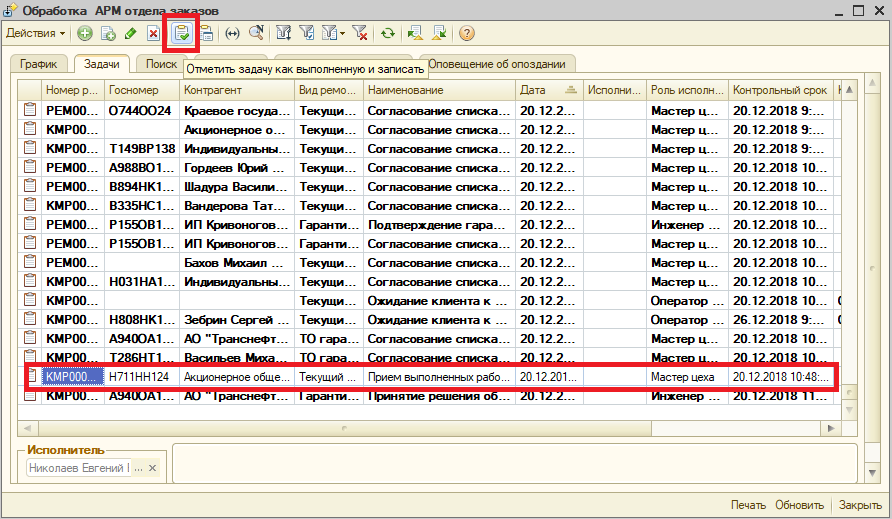 Обработка АРМ отдела заказов
Действия
График Задачи Поиск Оповещение об опоздании
Отметить задачу как выполненную и записать
Номер р... Госномер Контрагент Вид ремо... Наименование Дата Исполни... Роль исполн... Контрольный срок
РЕМ00... О744ОО24 Краевое госуда... Текущи... Согласование списка... 20.12.2... Мастер ц... 20.12.2018 9:...
КМР00... Акционерное о... Текущи... Согласование списка... 20.12.2... Мастер ц... 20.12.2018 9:...
КМР00... Т149ВР138 Индивидуальны... Текущи... Согласование списка... 20.12.2... Мастер ц... 20.12.2018 9:...
РЕМ00... А988ВО1... Гордеев Юрий ... Текущи... Согласование списка... 20.12.2... Мастер ц... 20.12.2018 10...
РЕМ00... В894НК1... Шадура Васили... Текущи... Согласование списка... 20.12.2... Мастер ц... 20.12.2018 10...
КМР00... В335НС1... Вандерова Тат... Текущи... Согласование списка... 20.12.2... Мастер ц... 20.12.2018 10...
РЕМ00... Р155ОВ1... ИП Кривоногов... Гаранти... Подтверждение гара... 20.12.2... Инженер ... 20.12.2018 10...
РЕМ00... Р155ОВ1... ИП Кривоногов... Гаранти... Согласование списка... 20.12.2... Мастер ц... 20.12.2018 10...
РЕМ00... Бахов Михаил ... Текущи... Согласование списка... 20.12.2... Мастер ц... 20.12.2018 10...
КМР00... Н031НА1... Индивидуальны... Текущи... Согласование списка... 20.12.2... Мастер ц... 20.12.2018 10...
КМР00... Текущи... Ожидание клиента к ... 20.12.2... Оператор ... 20.12.2018 10...
КМР00... Н808НК1... Зебрин Сергей ... Текущи... Согласование списка... 20.12.2... Оператор ... 26.12.2018 9:...
КМР00... А940ОА1... АО "Транснефт... ТО гара... Согласование списка... 20.12.2... Мастер ц... 20.12.2018 10...
КМР00... Т286НТ1... Васильев Миха... ТО гара... Согласование списка... 20.12.2... Мастер ц... 20.12.2018 10...
КМР000... Н711НН124 Акционерное обще... Текущий ... Прием выполненных рабо... 20.12.201... Мастер цеха 20.12.2018 10:48:...
КМР00... А940ОА1... АО "Транснефт... Гаранти... Принятие решения об... 20.12.2... Инженер ... 20.12.2018 11...
Исполнитель
Николаев Евгений
Печать Обновить Закрыть